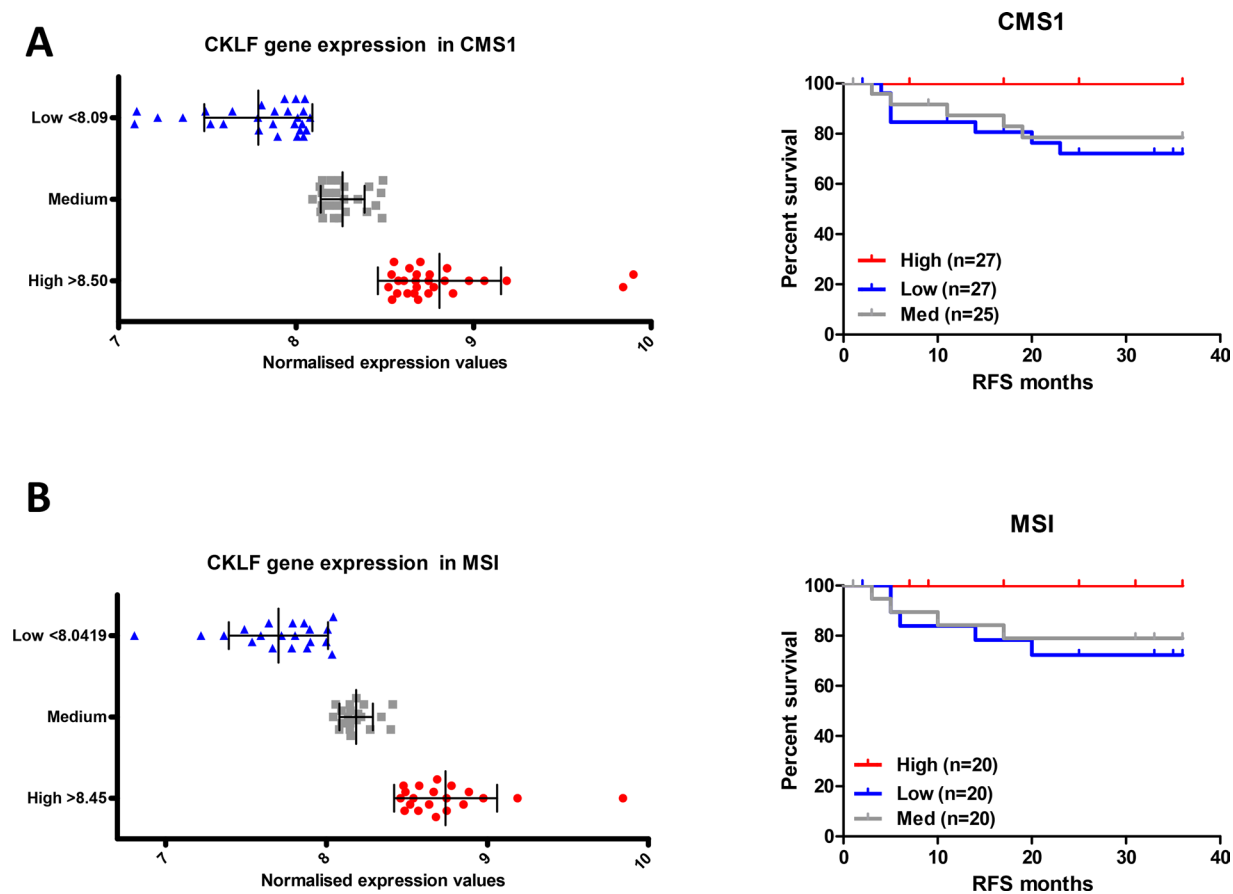 A
CKLF gene expression in CMS1
Low <8.09
Medium
High >8.50
7
8
9
10
Normalised expression values
CMS1
Percent survival
100
80
60
40
20
0
High (n=27)
Low (n=27)
Med (n=25)
0
10
20
30
40
RFS months
B
CKLF gene expression in MSI
Low <8.0419
Medium
High >8.45
7
8
9
10
Normalised expression values
MSI
Percent survival
100
80
60
40
20
0
High (n=20)
Low (n=20)
Med (n=20)
0
10
20
30
40
RFS months